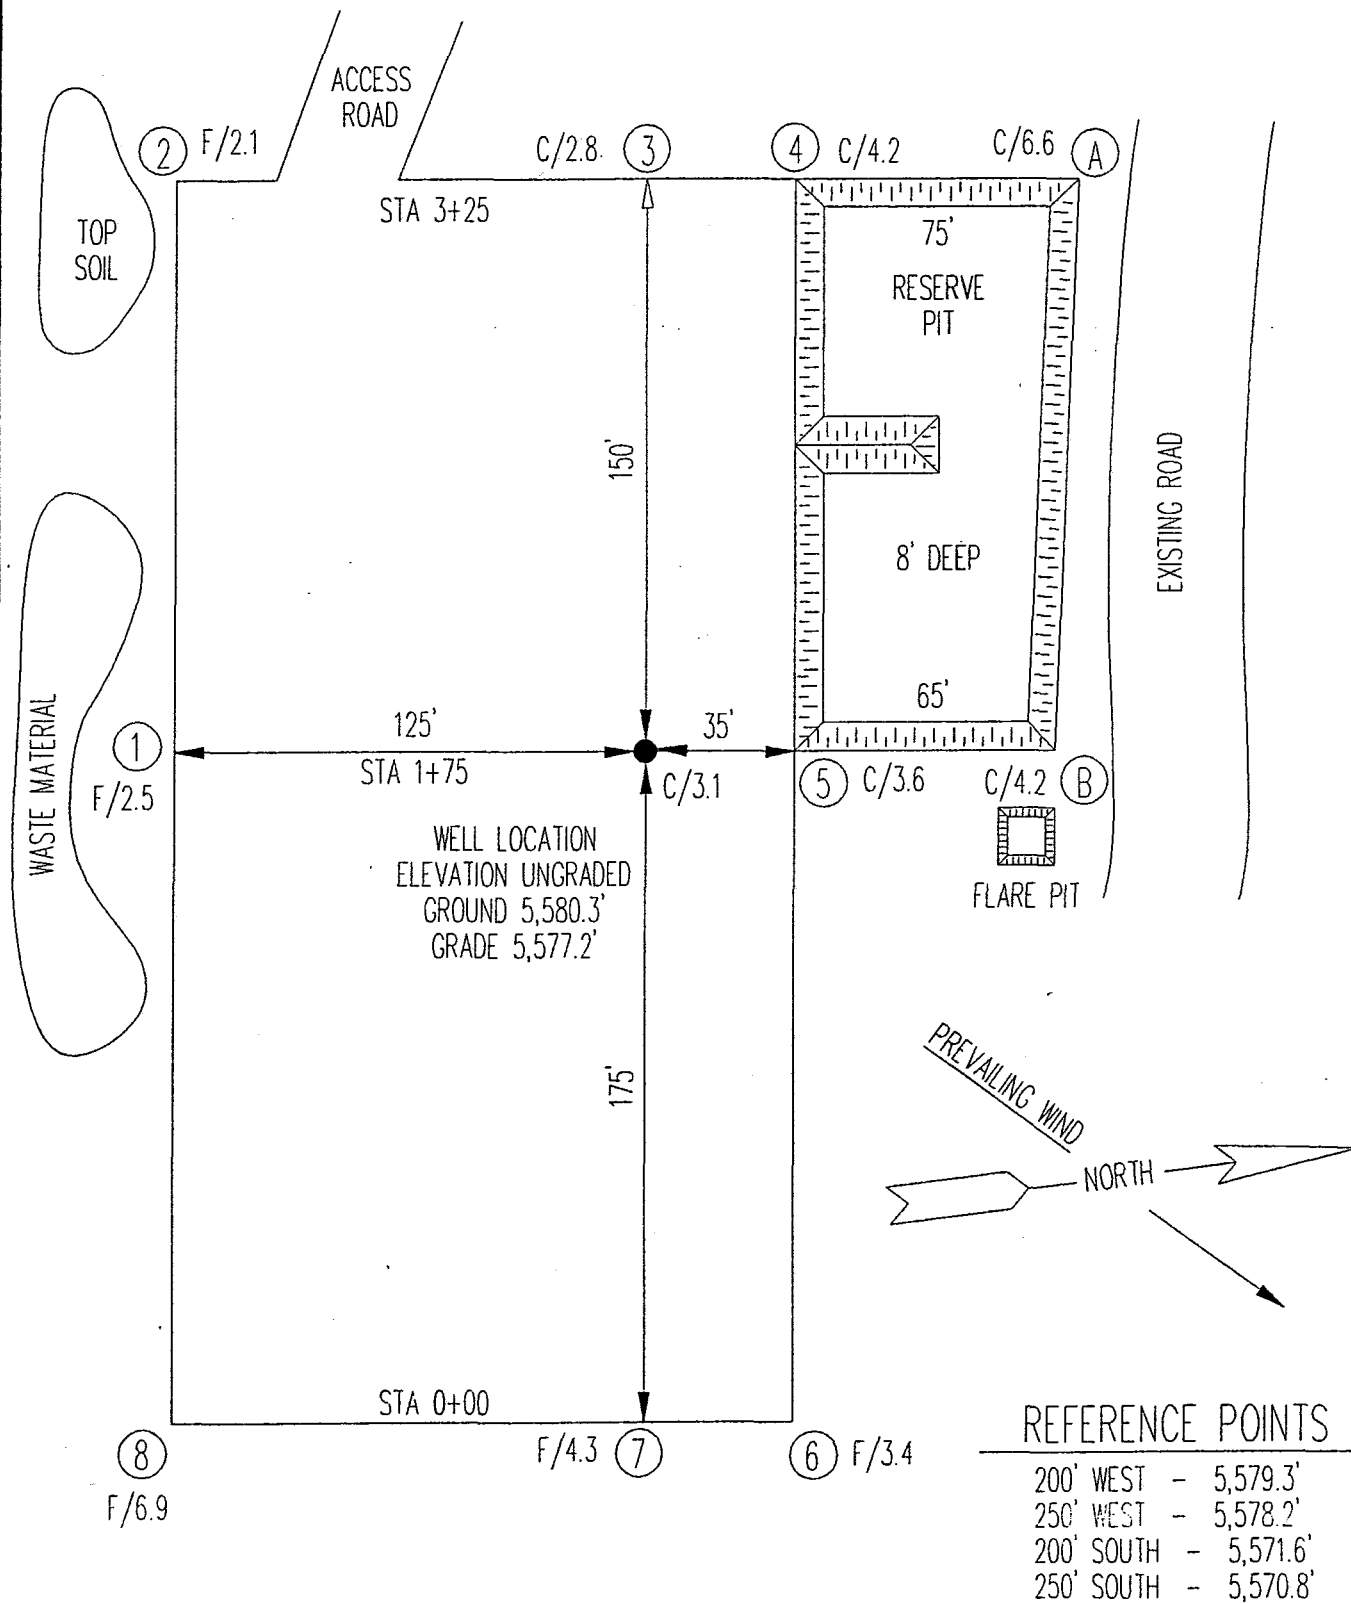 ACCESS
ROAD
2
F/2.1
C/2.8
3
4
C/4.2
C/6.6
A
STA 3+25
TOP
SOIL
75'
RESERVE
PIT
150'
EXISTING ROAD
8' DEEP
65'
WASTE MATERIAL
1
F/2.5
125'
STA 1+75
35'
C/3.1
5
C/3.6
C/4.2
B
WELL LOCATION
ELEVATION UNGRADED
GROUND 5,580.3'
GRADE 5,577.2'
FLARE PIT
175'
PREVAILING WIND
NORTH
STA 0+00
8
F/6.9
F/4.3
7
6
F/3.4
REFERENCE POINTS
200' WEST - 5,579.3'
250' WEST - 5,578.2'
200' SOUTH - 5,571.6'
250' SOUTH - 5,570.8'